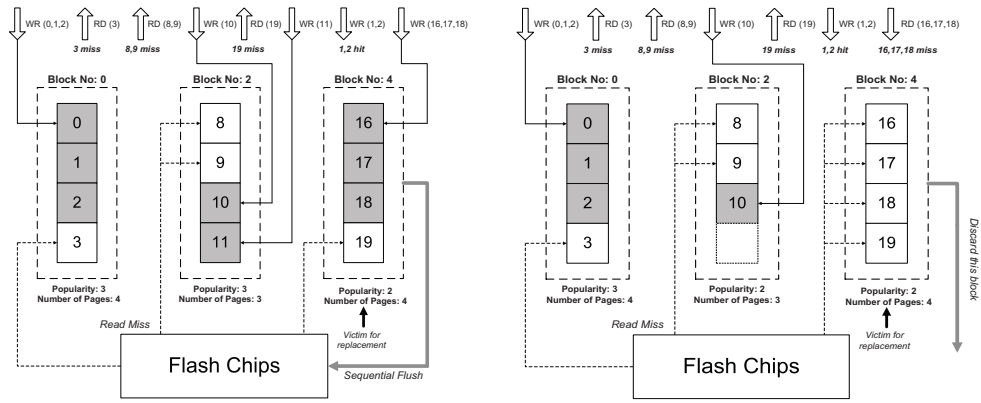 WR (0,1,2)
RD (3)
RD (8,9)
WR (10)
RD (19)
WR (11)
WR (1,2)
WR (16,17,18)
3 miss
8,9 miss
19 miss
1,2 hit
Block No: 0
Block No: 2
Block No: 4
0
1
2
3
8
9
10
11
16
17
18
19
Popularity: 3
Number of Pages: 4
Popularity: 3
Number of Pages: 3
Popularity: 2
Number of Pages: 4
Read Miss
Victim for
replacement
Flash Chips
Sequential Flush
WR (0,1,2)
RD (3)
RD (8,9)
WR (10)
RD (19)
WR (1,2)
RD (16,17,18)
3 miss
8,9 miss
19 miss
1,2 hit
16,17,18 miss
Block No: 0
Block No: 2
Block No: 4
0
1
2
3
8
9
10
16
17
18
19
Discard this block
Popularity: 3
Number of Pages: 4
Popularity: 2
Number of Pages: 3
Popularity: 2
Number of Pages: 4
Read Miss
Victim for
replacement
Flash Chips